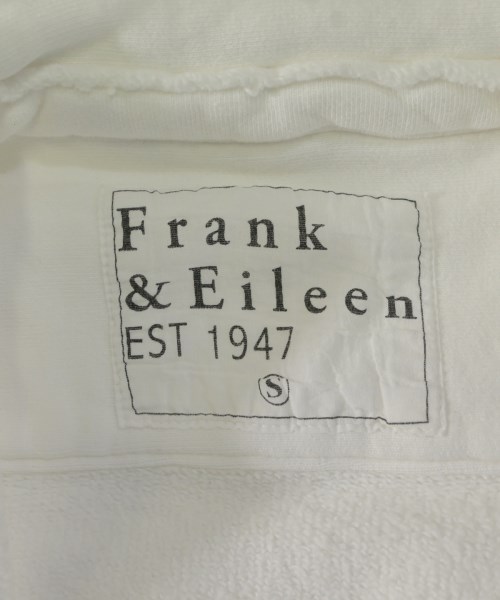 Frank
& Eileen
EST 1947
S